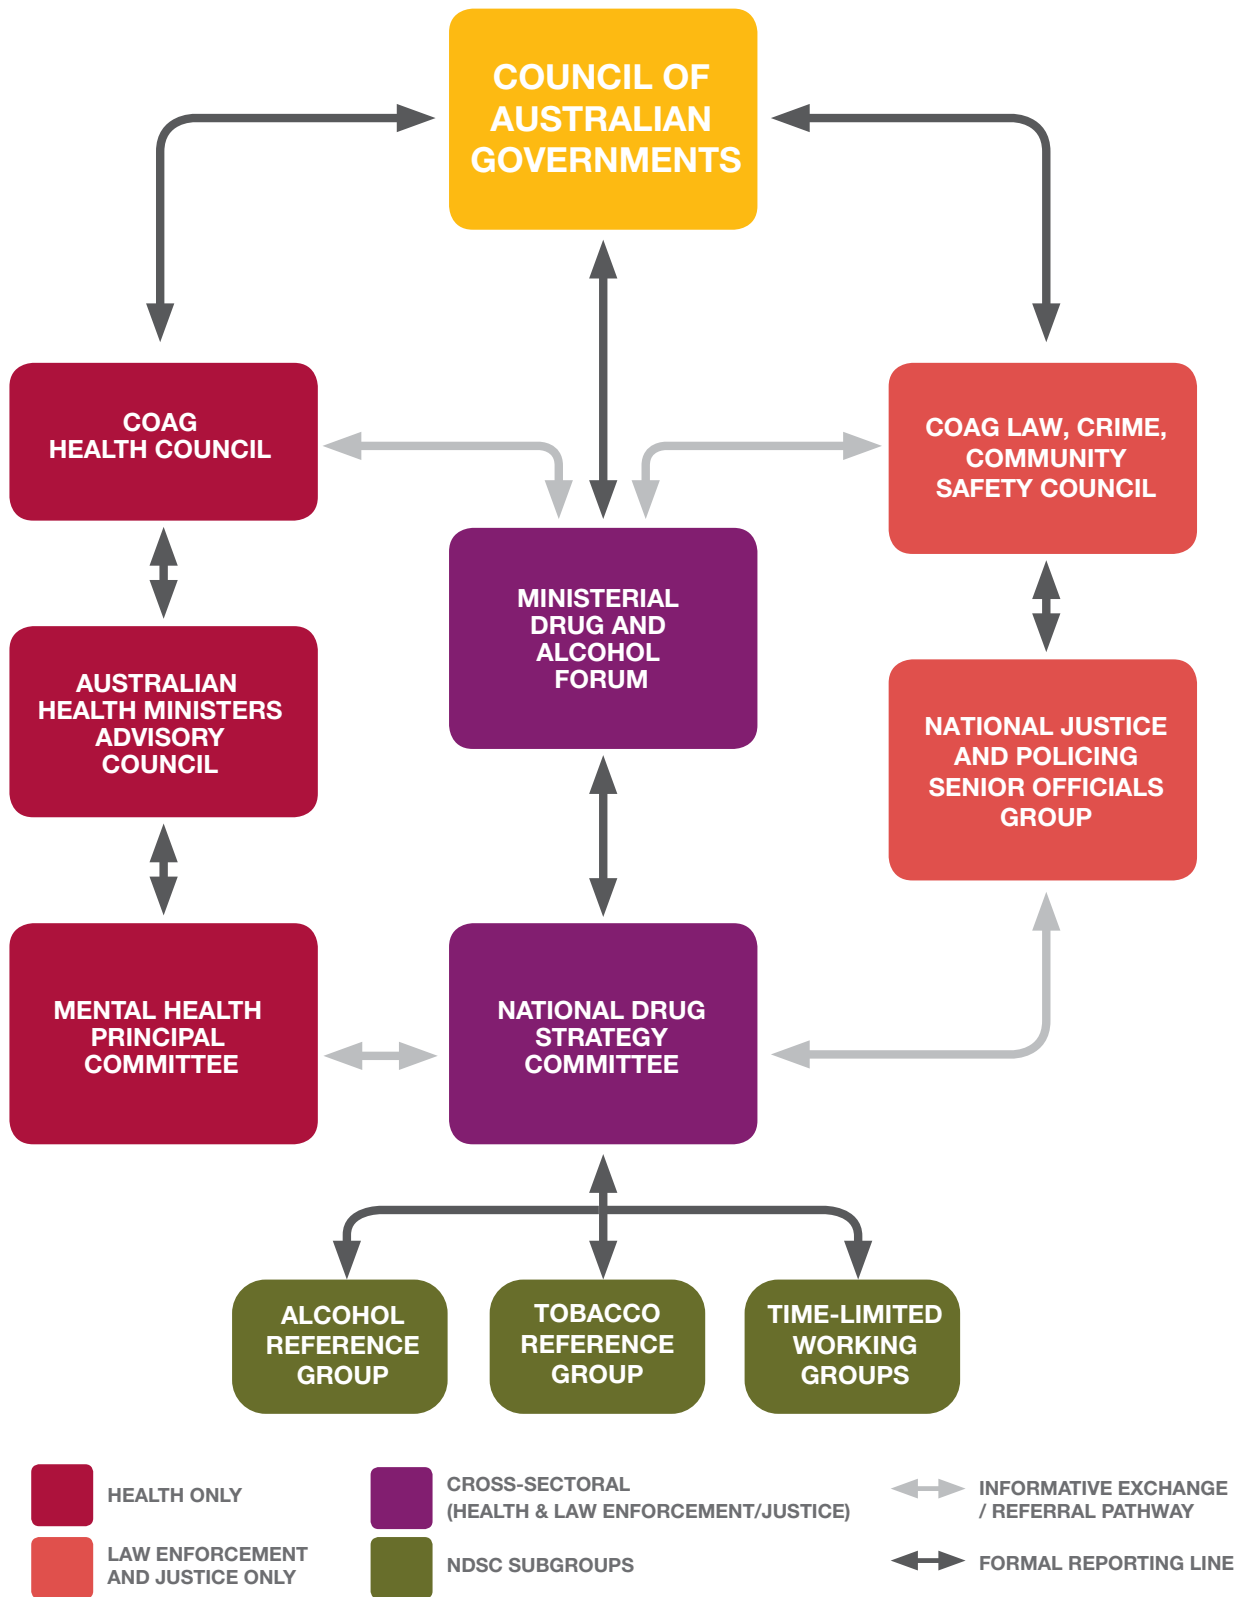 COUNCIL OF
AUSTRALIAN
GOVERNMENTS
COAG
HEALTH COUNCIL
COAG LAW, CRIME,
COMMUNITY
SAFETY COUNCIL
MINISTERIAL
DRUG AND
ALCOHOL
FORUM
AUSTRALIAN
HEALTH MINISTERS
ADVISORY
COUNCIL
NATIONAL JUSTICE
AND POLICING
SENIOR OFFICIALS
GROUP
MENTAL HEALTH
PRINCIPAL
COMMITTEE
NATIONAL DRUG
STRATEGY
COMMITTEE
ALCOHOL
REFERENCE
GROUP
TOBACCO
REFERENCE
GROUP
TIME-LIMITED
WORKING
GROUPS
HEALTH ONLY
LAW ENFORCEMENT
AND JUSTICE ONLY
CROSS-SECTORAL
(HEALTH & LAW ENFORCEMENT/JUSTICE)
NDSC SUBGROUPS
INFORMATIVE EXCHANGE
/ REFERRAL PATHWAY
FORMAL REPORTING LINE